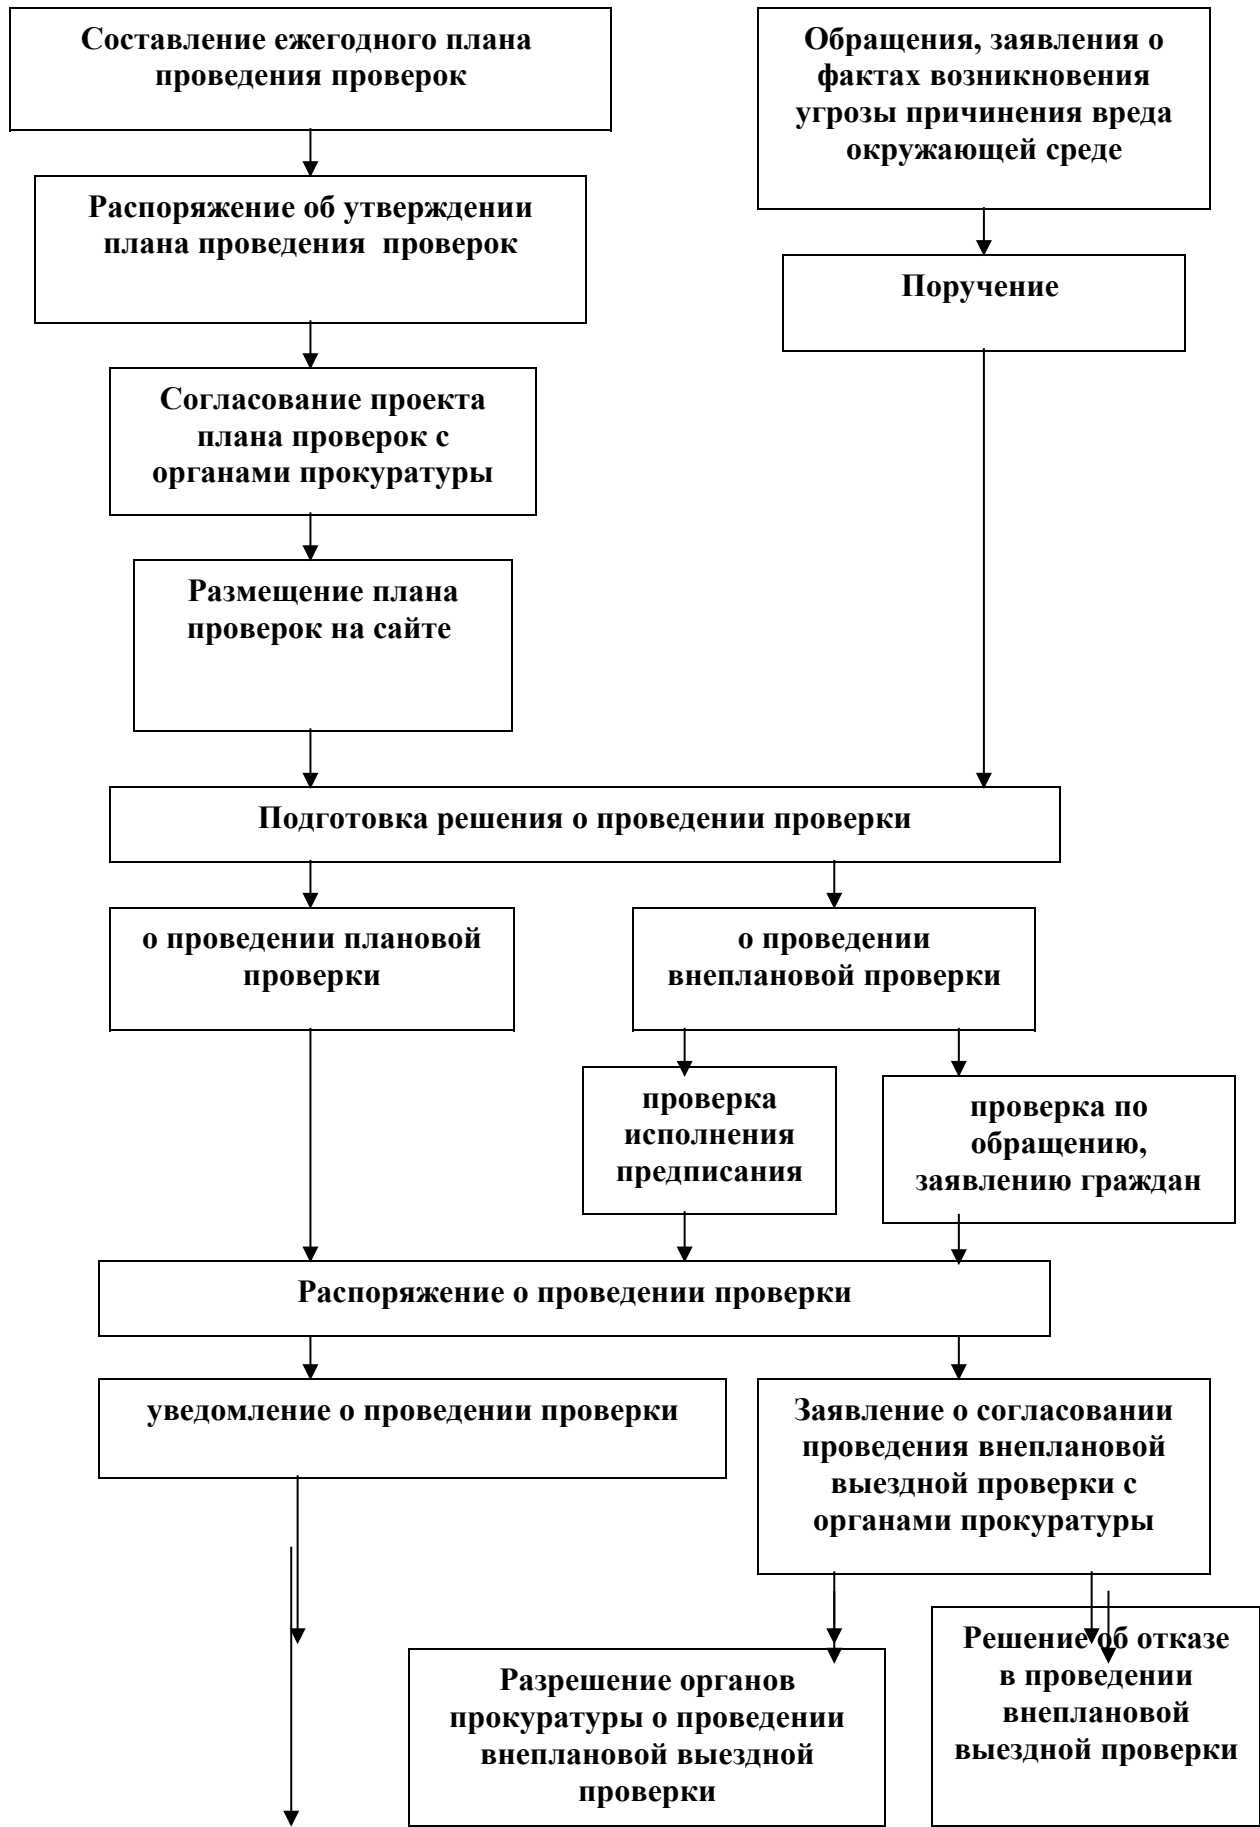 Составление ежегодного плана
проведения проверок
Обращения, заявления о
фактах возникновения
угрозы причинения вреда
окружающей среде
Распоряжение об утверждении
плана проведения проверок
Поручение
Согласование проекта
плана проверок с
органами прокуратуры
Размещение плана
проверок на сайте
Подготовка решения о проведении проверки
о проведении плановой
проверки
о проведении
внеплановой проверки
проверка
исполнения
предписания
проверка по
обращению,
заявлению граждан
Распоряжение о проведении проверки
уведомление о проведении проверки
Заявление о согласовании
проведения внеплановой
выездной проверки с
органами прокуратуры
Разрешение органов
прокуратуры о проведении
внеплановой выездной
проверки
Решение об отказе
в проведении
внеплановой
выездной проверки